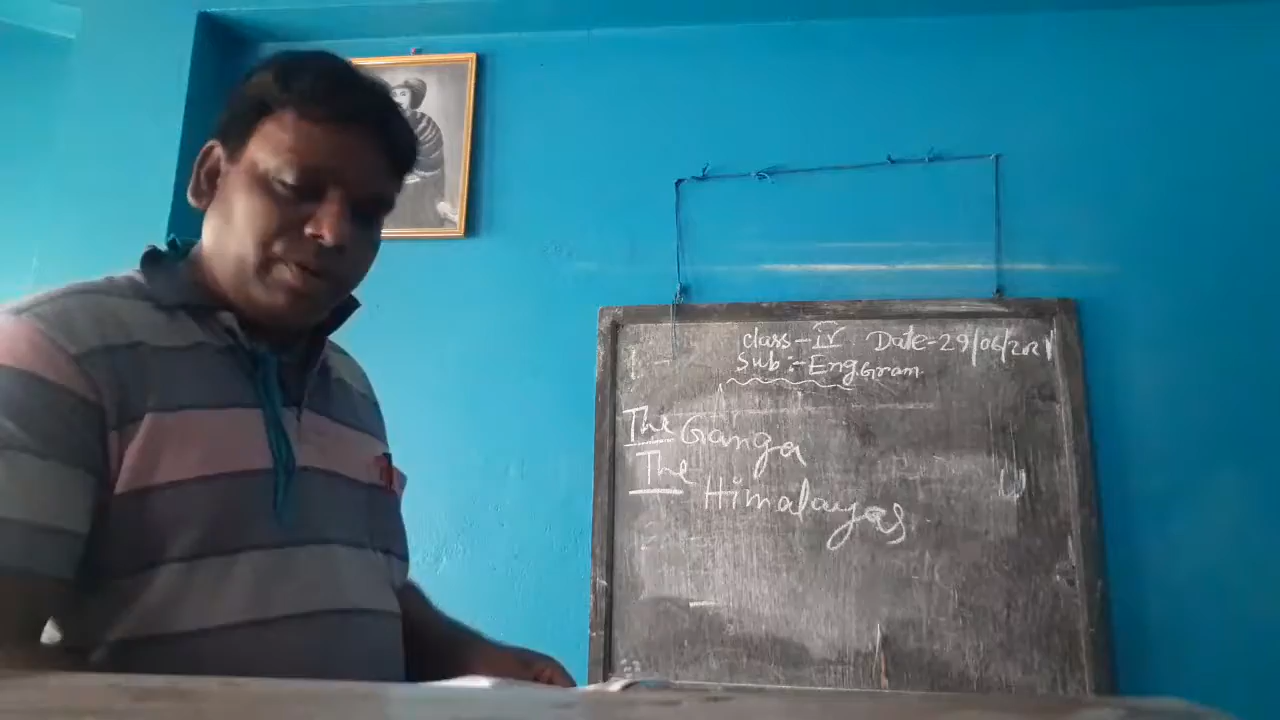 class - IV Date-29/06/2021
Sub :- Eng. Gram.
The Ganga
The Himalayas